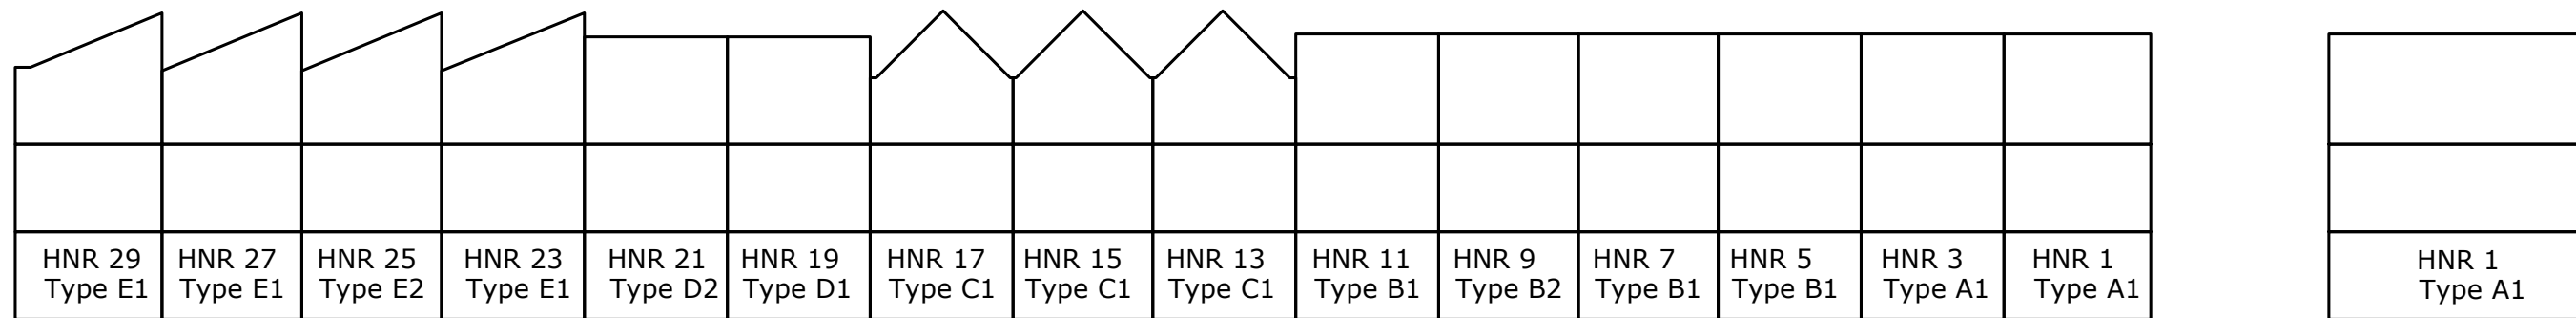 HNR 29
Type E1
HNR 27
Type E1
HNR 25
Type E2
HNR 23
Type E1
HNR 21
Type D2
HNR 19
Type D1
HNR 17
Type C1
HNR 15
Type C1
HNR 13
Type C1
HNR 11
Type B1
HNR 9
Type B2
HNR 7
Type B1
HNR 5
Type B1
HNR 3
Type A1
HNR 1
Type A1
HNR 1
Type A1